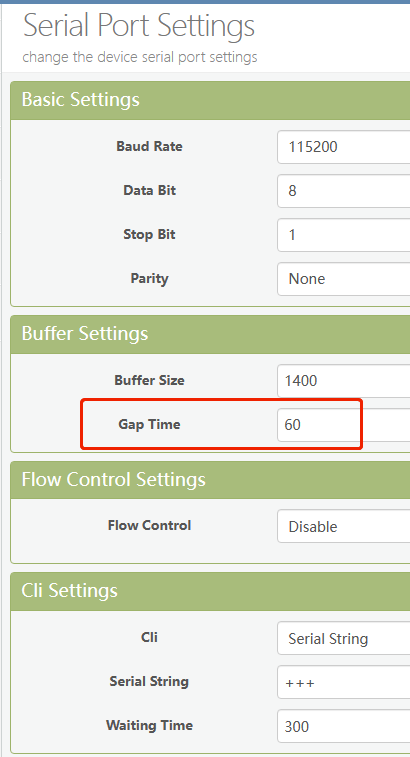 Serial Port Settings
change the device serial port settings
Basic Settings
Baud Rate 115200
Data Bit 8
Stop Bit 1
Parity None
Buffer Settings
Buffer Size 1400
Gap Time 60
Flow Control Settings
Flow Control Disable
Cli Settings
Cli Serial String
Serial String +++
Waiting Time 300